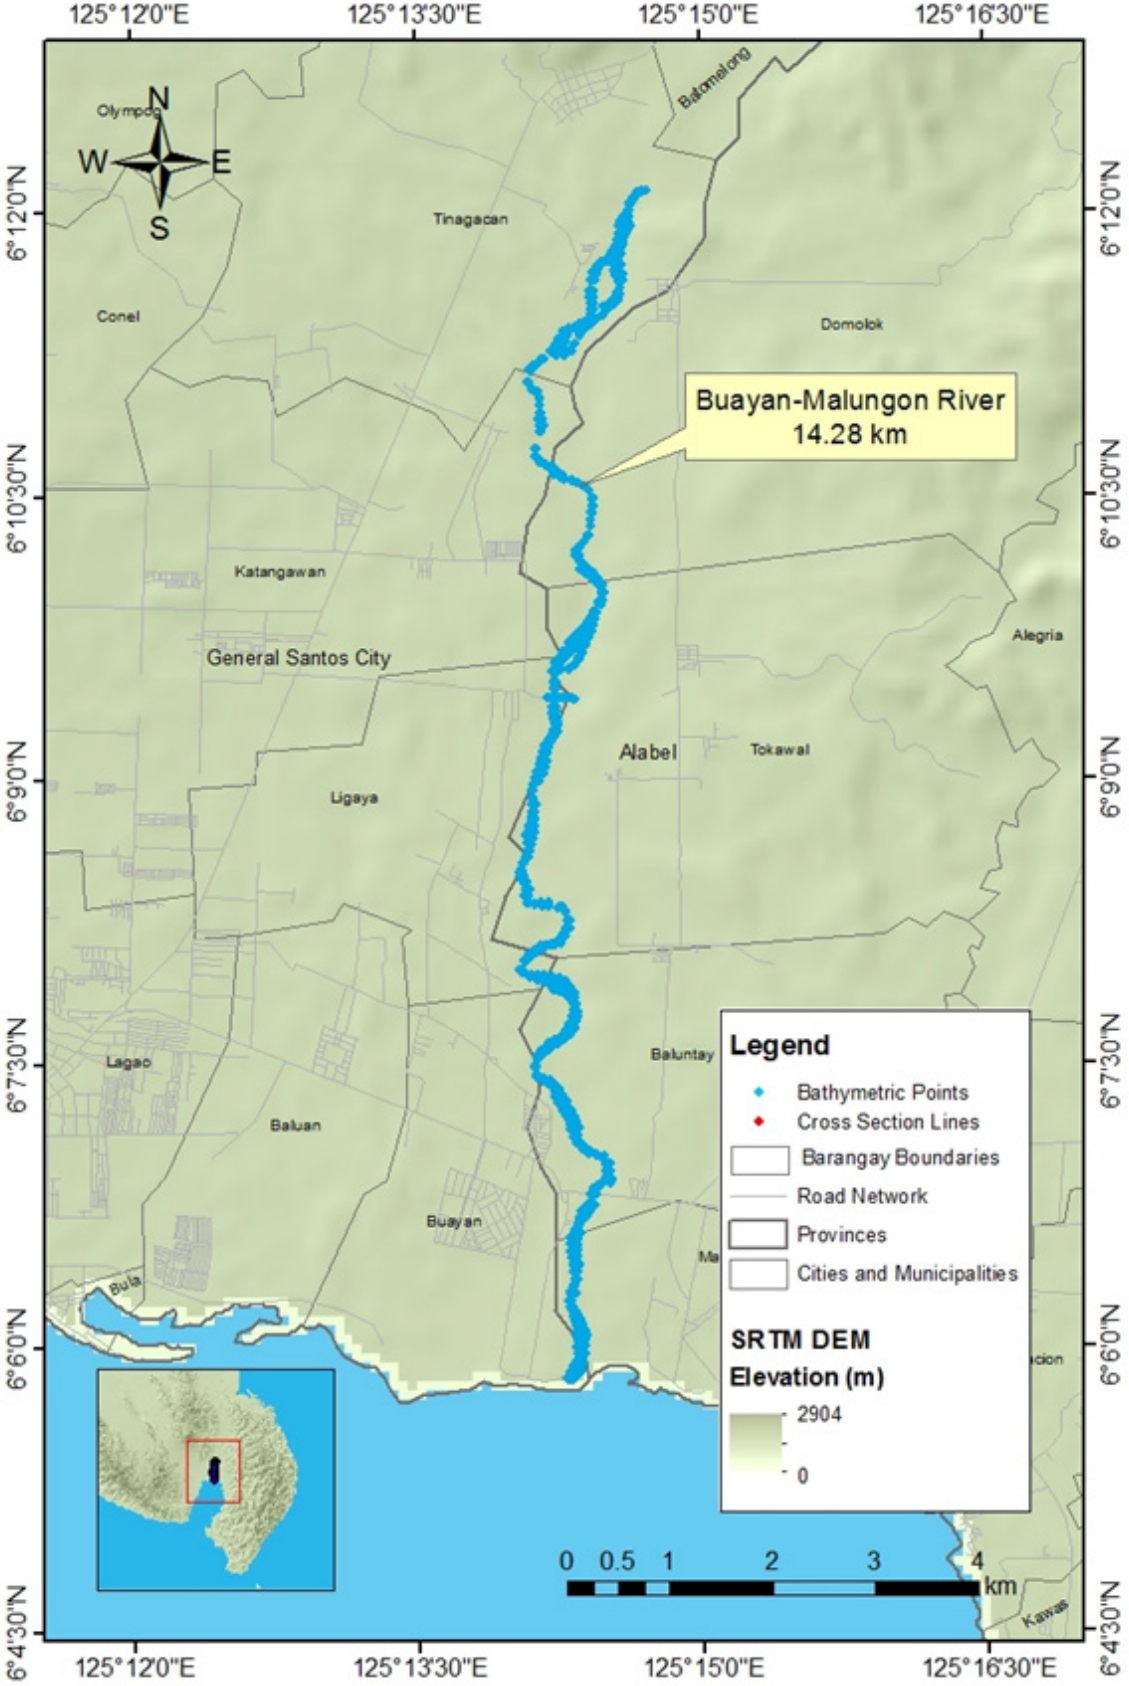 125°12'0"E 125°13'30"E 125°15'0"E 125°16'30"E
Batomelong
Olympog
N
W E
S
6°12'0"N
6°12'0"N
Tinagacan
Conel
Domolok
Buayan-Malungon River
14.28 km
6°10'30"N
6°10'30"N
Katangawan
Alegria
General Santos City
Alabel
Tokawal
6°9'0"N
6°9'0"N
Ligaya
Legend
Bathymetric Points
Cross Section Lines
Barangay Boundaries
Road Network
Provinces
Cities and Municipalities
SRTM DEM
Elevation (m)
2904
0
6°7'30"N
6°7'30"N
Lagao
Baluntay
Baluan
Buayan
Ma
Bula
6°6'0"N
6°6'0"N
cion
0 0.5 1 2 3 4
km
Kawas
6°4'30"N
6°4'30"N
125°12'0"E 125°13'30"E 125°15'0"E 125°16'30"E